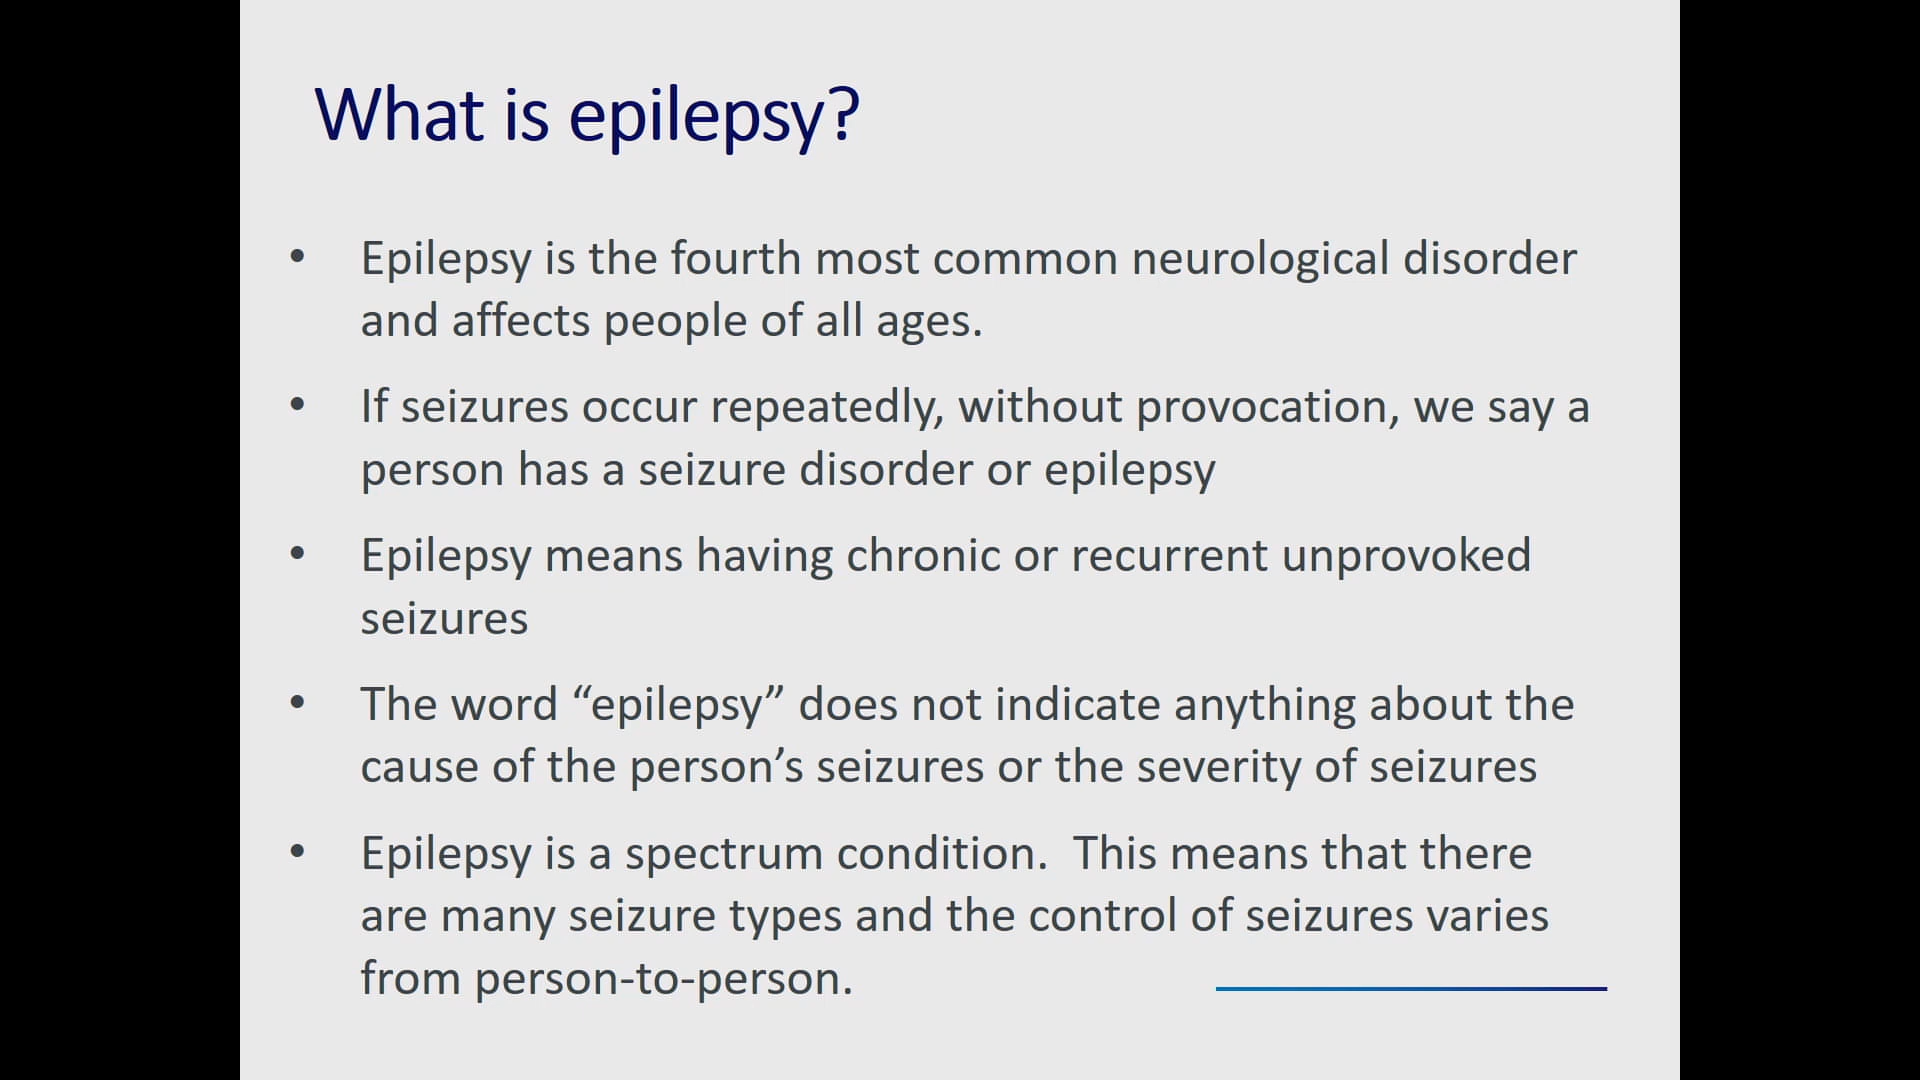 What is epilepsy?
• Epilepsy is the fourth most common neurological disorder
and affects people of all ages.
• If seizures occur repeatedly, without provocation, we say a
person has a seizure disorder or epilepsy
• Epilepsy means having chronic or recurrent unprovoked
seizures
• The word “epilepsy” does not indicate anything about the
cause of the person’s seizures or the severity of seizures
• Epilepsy is a spectrum condition.  This means that there
are many seizure types and the control of seizures varies
from person-to-person.